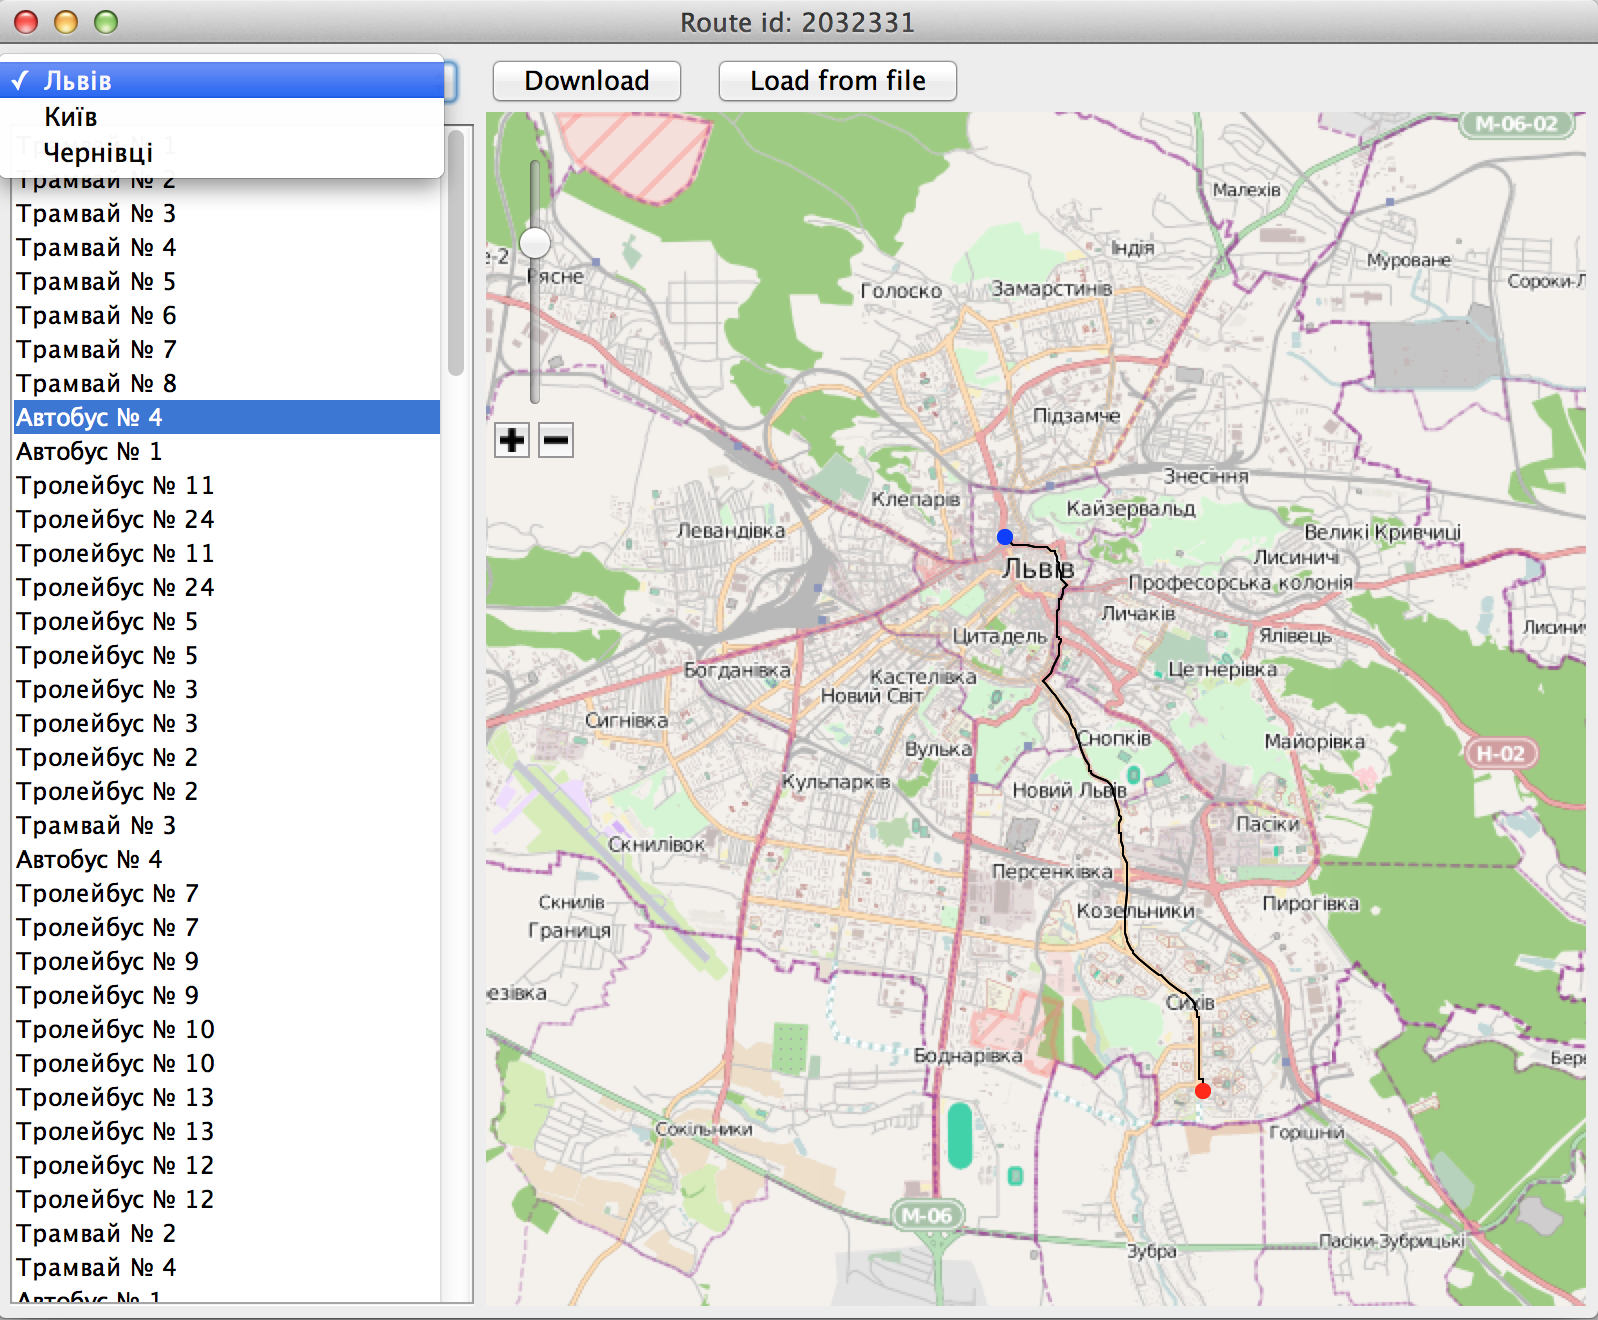 Route id: 2032331
Львів
Київ
Чернівці
Download
Load from file
Трамвай № 2
Трамвай № 3
Трамвай № 4
Трамвай № 5
Трамвай № 6
Трамвай № 7
Трамвай № 8
Автобус № 4
Автобус № 1
Тролейбус № 11
Тролейбус № 24
Тролейбус № 11
Тролейбус № 24
Тролейбус № 5
Тролейбус № 5
Тролейбус № 3
Тролейбус № 3
Тролейбус № 2
Тролейбус № 2
Трамвай № 3
Автобус № 4
Тролейбус № 7
Тролейбус № 7
Тролейбус № 9
Тролейбус № 9
Тролейбус № 10
Тролейбус № 10
Тролейбус № 13
Тролейбус № 13
Тролейбус № 12
Тролейбус № 12
Трамвай № 2
Трамвай № 4
Автобус № 1
M-06-02
Малехів
Індія
е-2
Рясне
Муроване
Сороки-Л
Голоско
Замарстинів
Підзамче
Знесіння
Клепарів
Кайзервальд
Левандівка
Великі Кривчиці
Лисиничі
Львів
Професорська колонія
Личаків
Лисини
Цитадель
Ялівець
Богданівка
Кастелівка
Цетнерівка
Новий Світ
Сигнівка
Снопків
Майорівка
Вулька
Н-02
Кульпарків
Новий Львів
Пасіки
Скнилівок
Персенківка
Скнилів
Козельники
Пирогівка
Границя
езівка
Сихів
Боднарівка
Бер
Сокільники
Горішній
М-06
Зубра
Пасіки-Зубрицькі